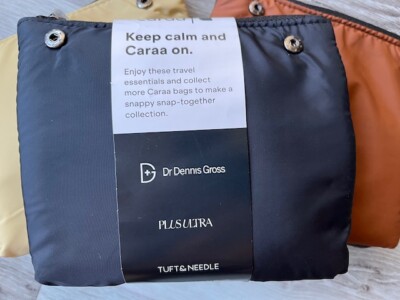 Keep calm and
Caraa on.
Enjoy these travel
essentials and collect
more Caraa bags to make a
snappy snap-together
collection.
Dr Dennis Gross
PLUS ULTRA
TUFT & NEEDLE